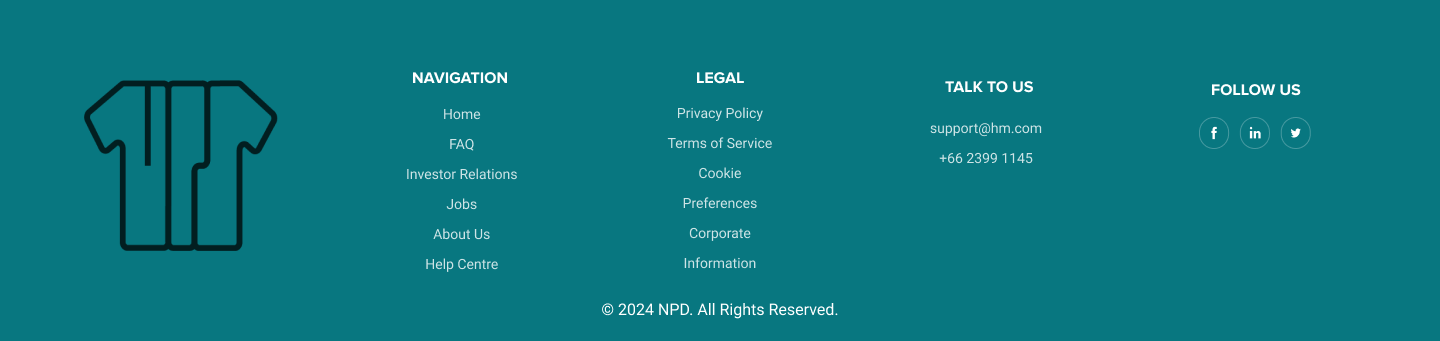 NAVIGATION
Home
FAQ
Investor Relations
Jobs
About Us
Help Centre
LEGAL
Privacy Policy
Terms of Service
Cookie
Preferences
Corporate
Information
TALK TO US
support@hm.com
+66 2399 1145
FOLLOW US
© 2024 NPD. All Rights Reserved.